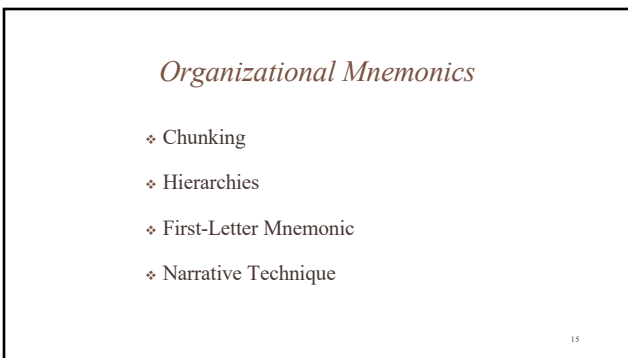 Organizational Mnemonics
❖ Chunking
❖ Hierarchies
❖ First-Letter Mnemonic
❖ Narrative Technique
15